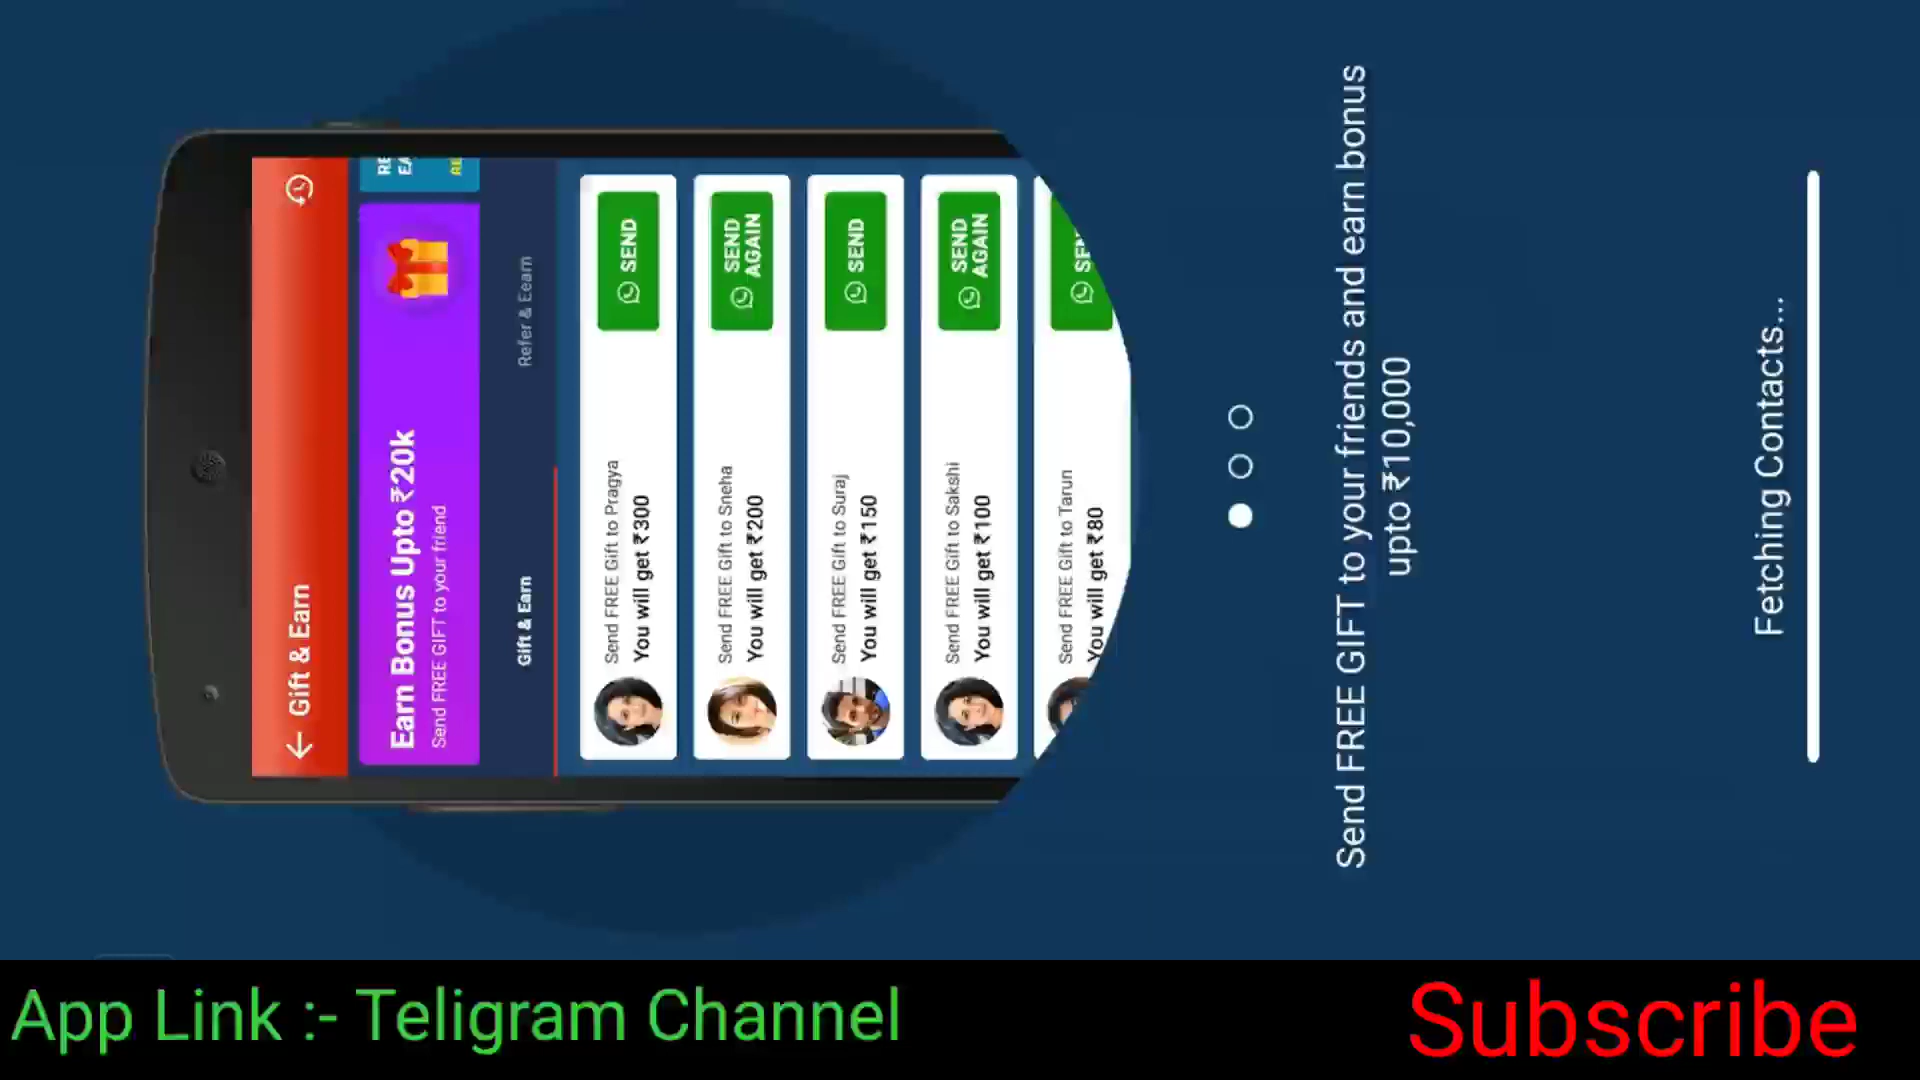 Gift & Earn
Earn Bonus Upto ₹20k
Send FREE GIFT to your friend
RE
EA
Gift & Earn
Refer & Eearn
Send FREE Gift to Pragya
You will get ₹300
SEND
Send FREE Gift to Sneha
You will get ₹200
SEND
AGAIN
Send FREE Gift to Suraj
You will get ₹150
SEND
Send FREE Gift to Sakshi
You will get ₹100
SEND
AGAIN
Send FREE Gift to Tarun
You will get ₹80
Send FREE GIFT to your friends and earn bonus
upto ₹10,000
Fetching Contacts...
App Link :- Teligram Channel
Subscribe